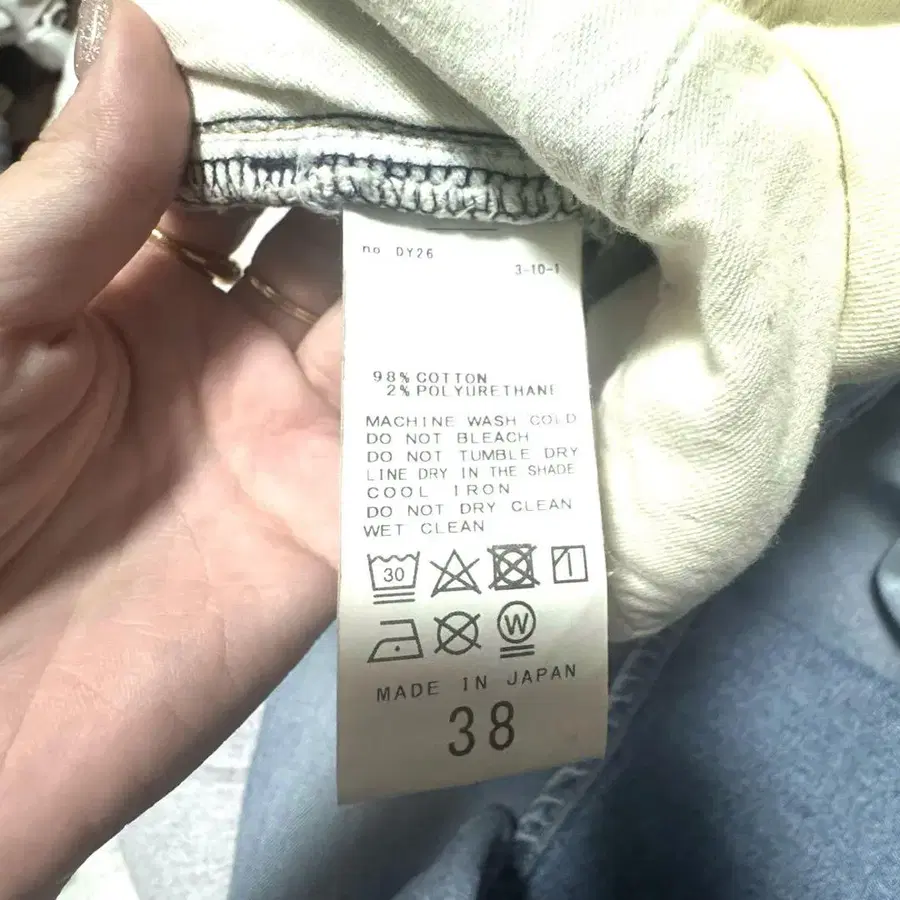 no DY26
3-10-1
98% COTTON
2% POLYURETHANE
MACHINE WASH COLD
DO NOT BLEACH
DO NOT TUMBLE DRY
LINE DRY IN THE SHADE
COOL IRON
DO NOT DRY CLEAN
WET CLEAN
30
W
MADE IN JAPAN
38